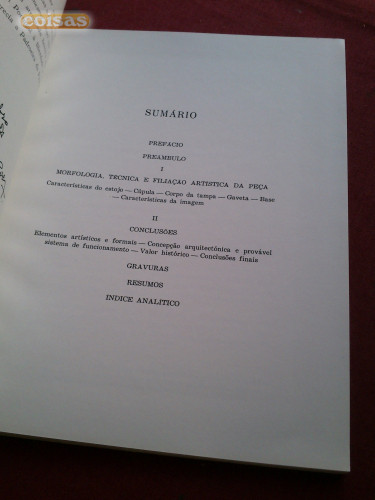 coisas
SUMÁRIO
PREFACIO
PREAMBULO
I
MORFOLOGIA, TECNICA E FILIAÇÃO ARTISTICA DA PEÇA
Características do estojo — Cúpula — Corpo da tampa — Gaveta — Base
— Características da imagem
II
CONCLUSÕES
Elementos artísticos e formais — Concepção arquitectónica e provável
sistema de funcionamento — Valor histórico — Conclusões finais
GRAVURAS
RESUMOS
INDICE ANALITICO